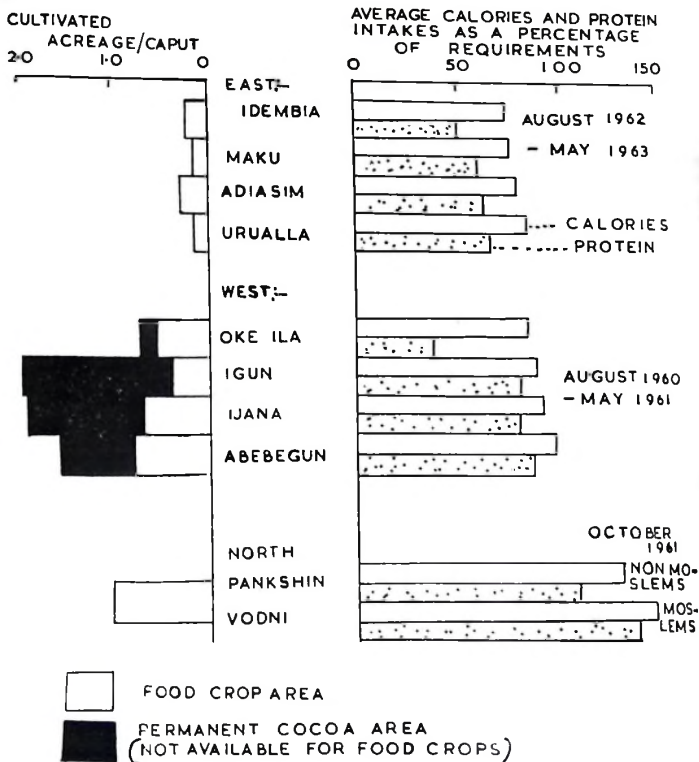 CULTIVATED
ACREAGE/CAPUT
2·0 1·0 0
AVERAGE CALORIES AND PROTEIN
INTAKES AS A PERCENTAGE
OF REQUIREMENTS
0 50 100 150
EAST:-
IDEMBIA
MAKU
ADIASIM
URUALLA
AUGUST 1962
- MAY 1963
CALORIES
PROTEIN
WEST:-
OKE ILA
IGUN
IJANA
ABEBEGUN
AUGUST 1960
- MAY 1961
NORTH
PANKSHIN
VODNI
OCTOBER
1961
NON MO-
SLEMS
MOS-
LEMS
FOOD CROP AREA
PERMANENT COCOA AREA
(NOT AVAILABLE FOR FOOD CROPS)